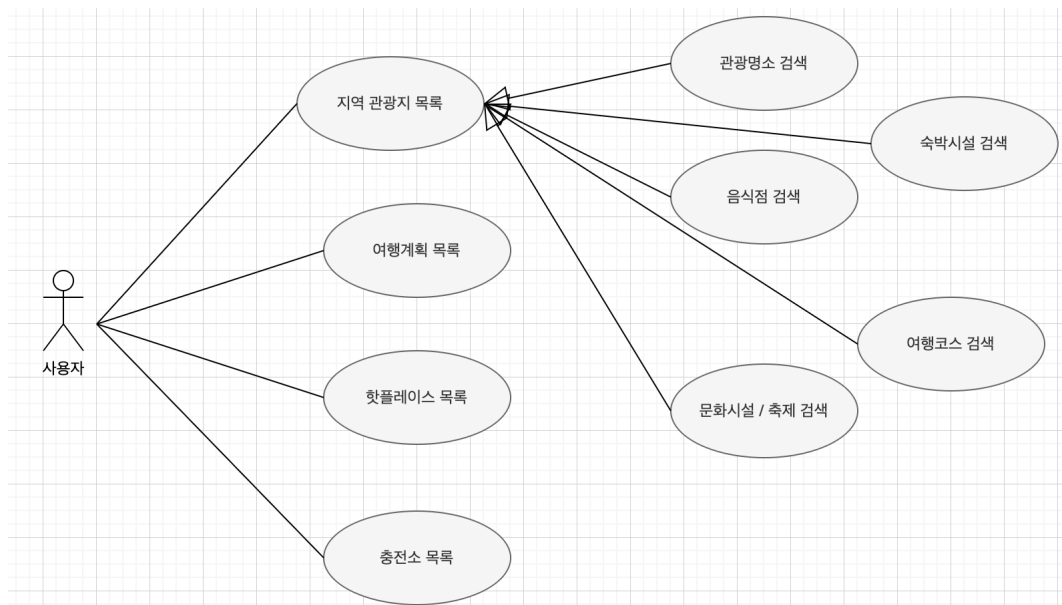 관광명소 검색
지역 관광지 목록
숙박시설 검색
음식점 검색
여행계획 목록
여행코스 검색
사용자
핫플레이스 목록
문화시설 / 축제 검색
충전소 목록